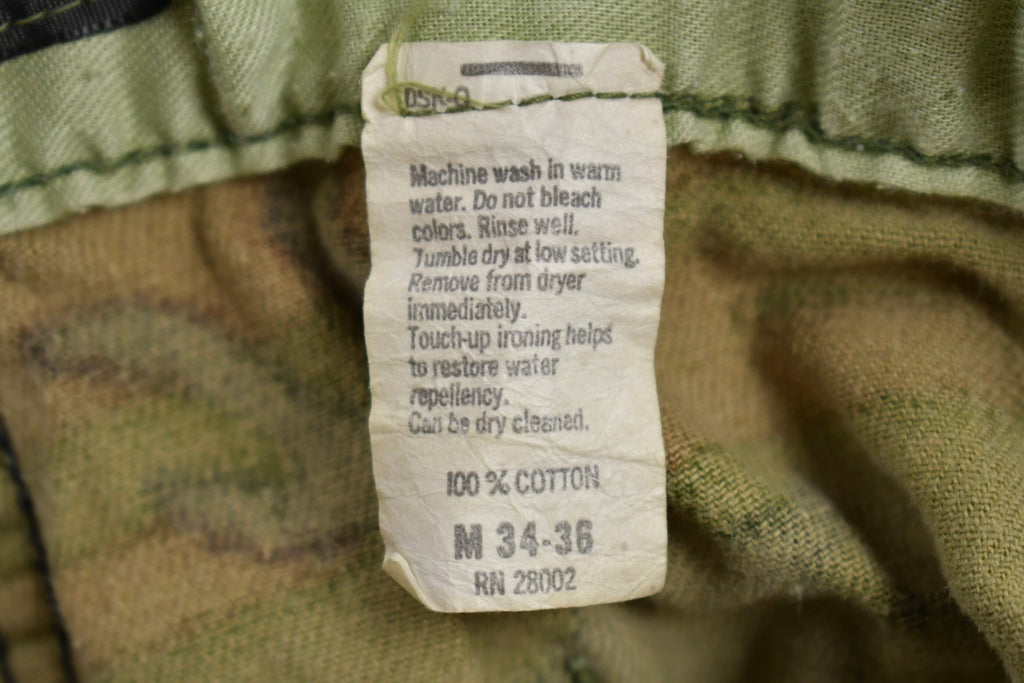 Machine wash in warm
water. Do not bleach
colors. Rinse well.
Tumble dry at low setting.
Remove from dryer
immediately.
Touch-up ironing helps
to restore water
repellency.
Can be dry cleaned.
100 % COTTON
M 34-36
RN 28002